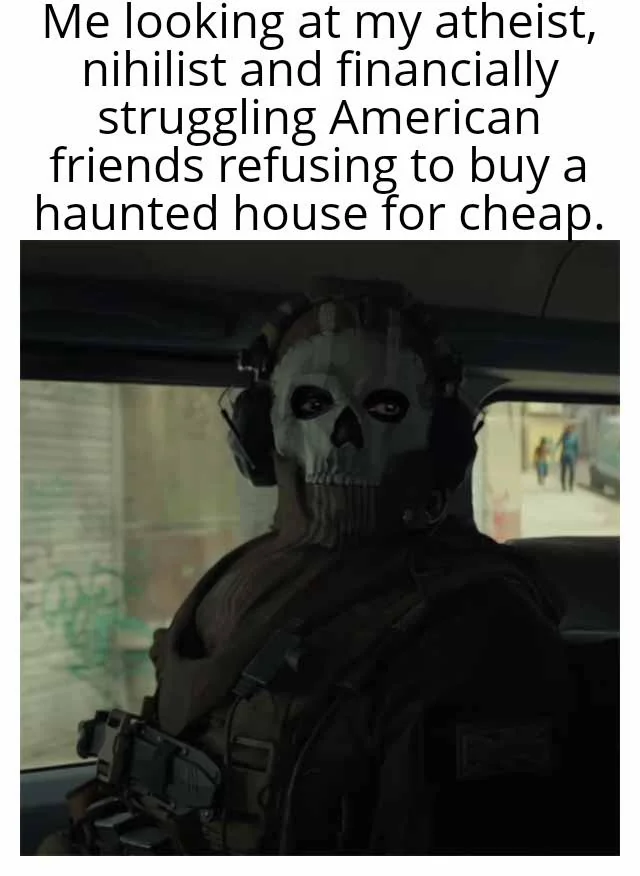 Me looking at my atheist,
nihilist and financially
struggling American
friends refusing to buy a
haunted house for cheap.